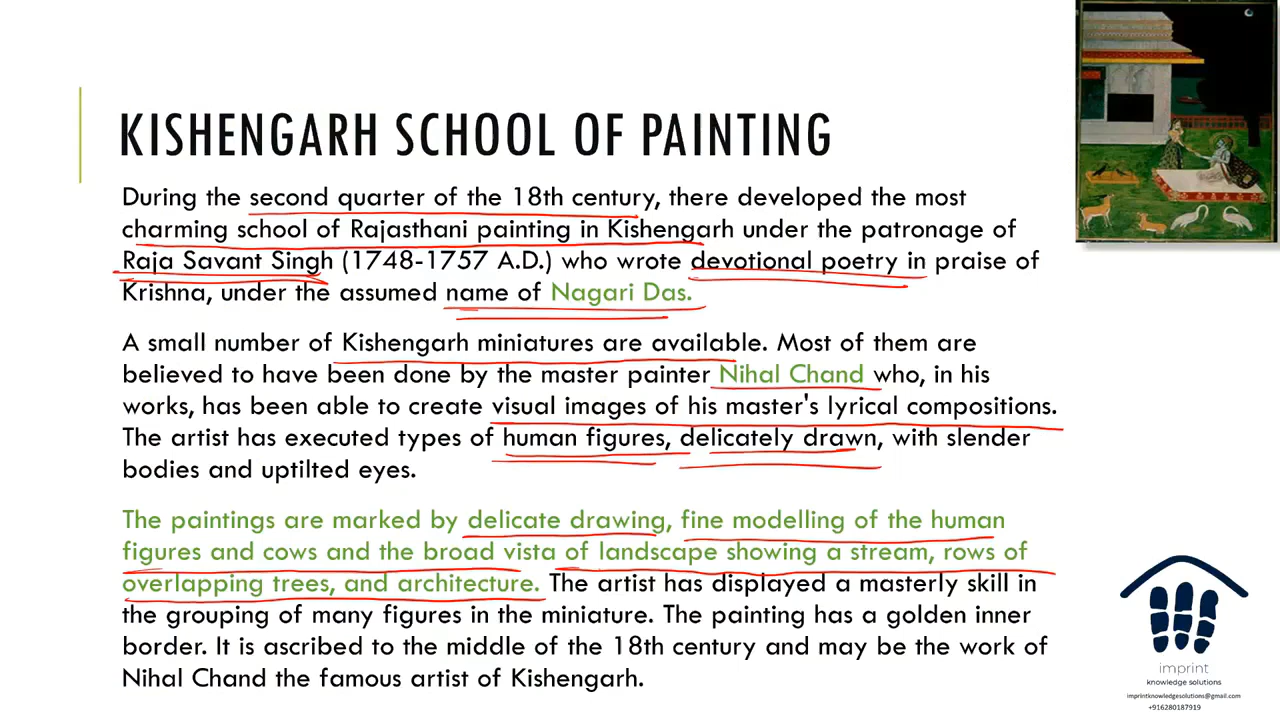 KISHENGARH SCHOOL OF PAINTING
During the second quarter of the 18th century, there developed the most
charming school of Rajasthani painting in Kishengarh under the patronage of
Raja Savant Singh (1748-1757 A.D.) who wrote devotional poetry in praise of
Krishna, under the assumed name of Nagari Das.
A small number of Kishengarh miniatures are available. Most of them are
believed to have been done by the master painter Nihal Chand who, in his
works, has been able to create visual images of his master's lyrical compositions.
The artist has executed types of human figures, delicately drawn, with slender
bodies and uptilted eyes.
The paintings are marked by delicate drawing, fine modelling of the human
figures and cows and the broad vista of landscape showing a stream, rows of
overlapping trees, and architecture. The artist has displayed a masterly skill in
the grouping of many figures in the miniature. The painting has a golden inner
border. It is ascribed to the middle of the 18th century and may be the work of
Nihal Chand the famous artist of Kishengarh.
imprint
knowledge solutions
imprintknowledgesolutions@gmail.com
+916280187919